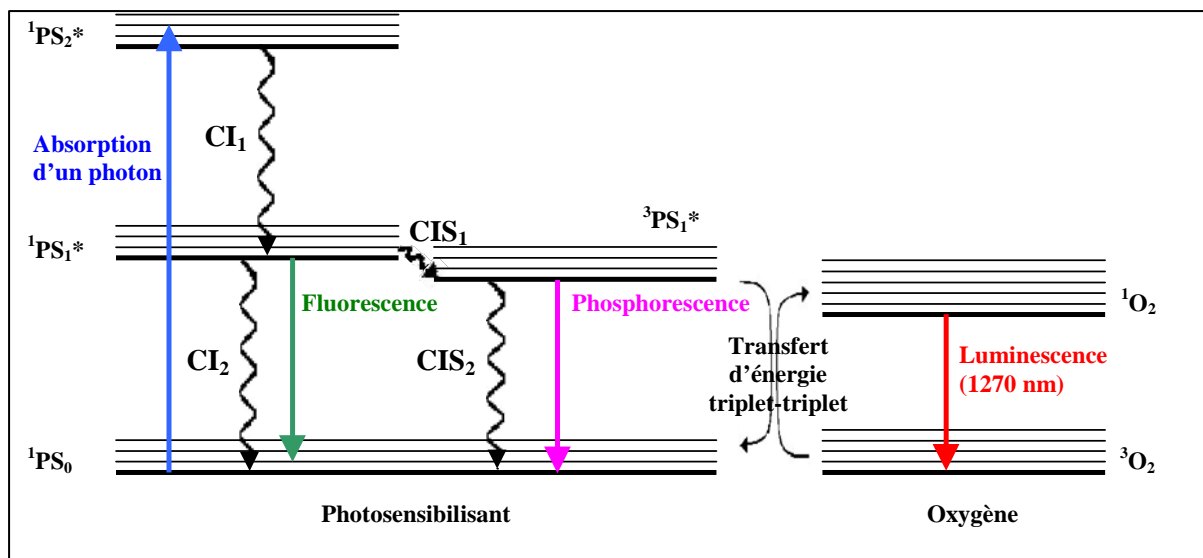 ¹PS₂*
Absorption
d'un photon
CI₁
¹PS₁*
CIS₁
³PS₁*
Fluorescence
Phosphorescence
¹O₂
CI₂
CIS₂
Transfert
d'énergie
triplet-triplet
Luminescence
(1270 nm)
¹PS₀
³O₂
Photosensibilisant
Oxygène